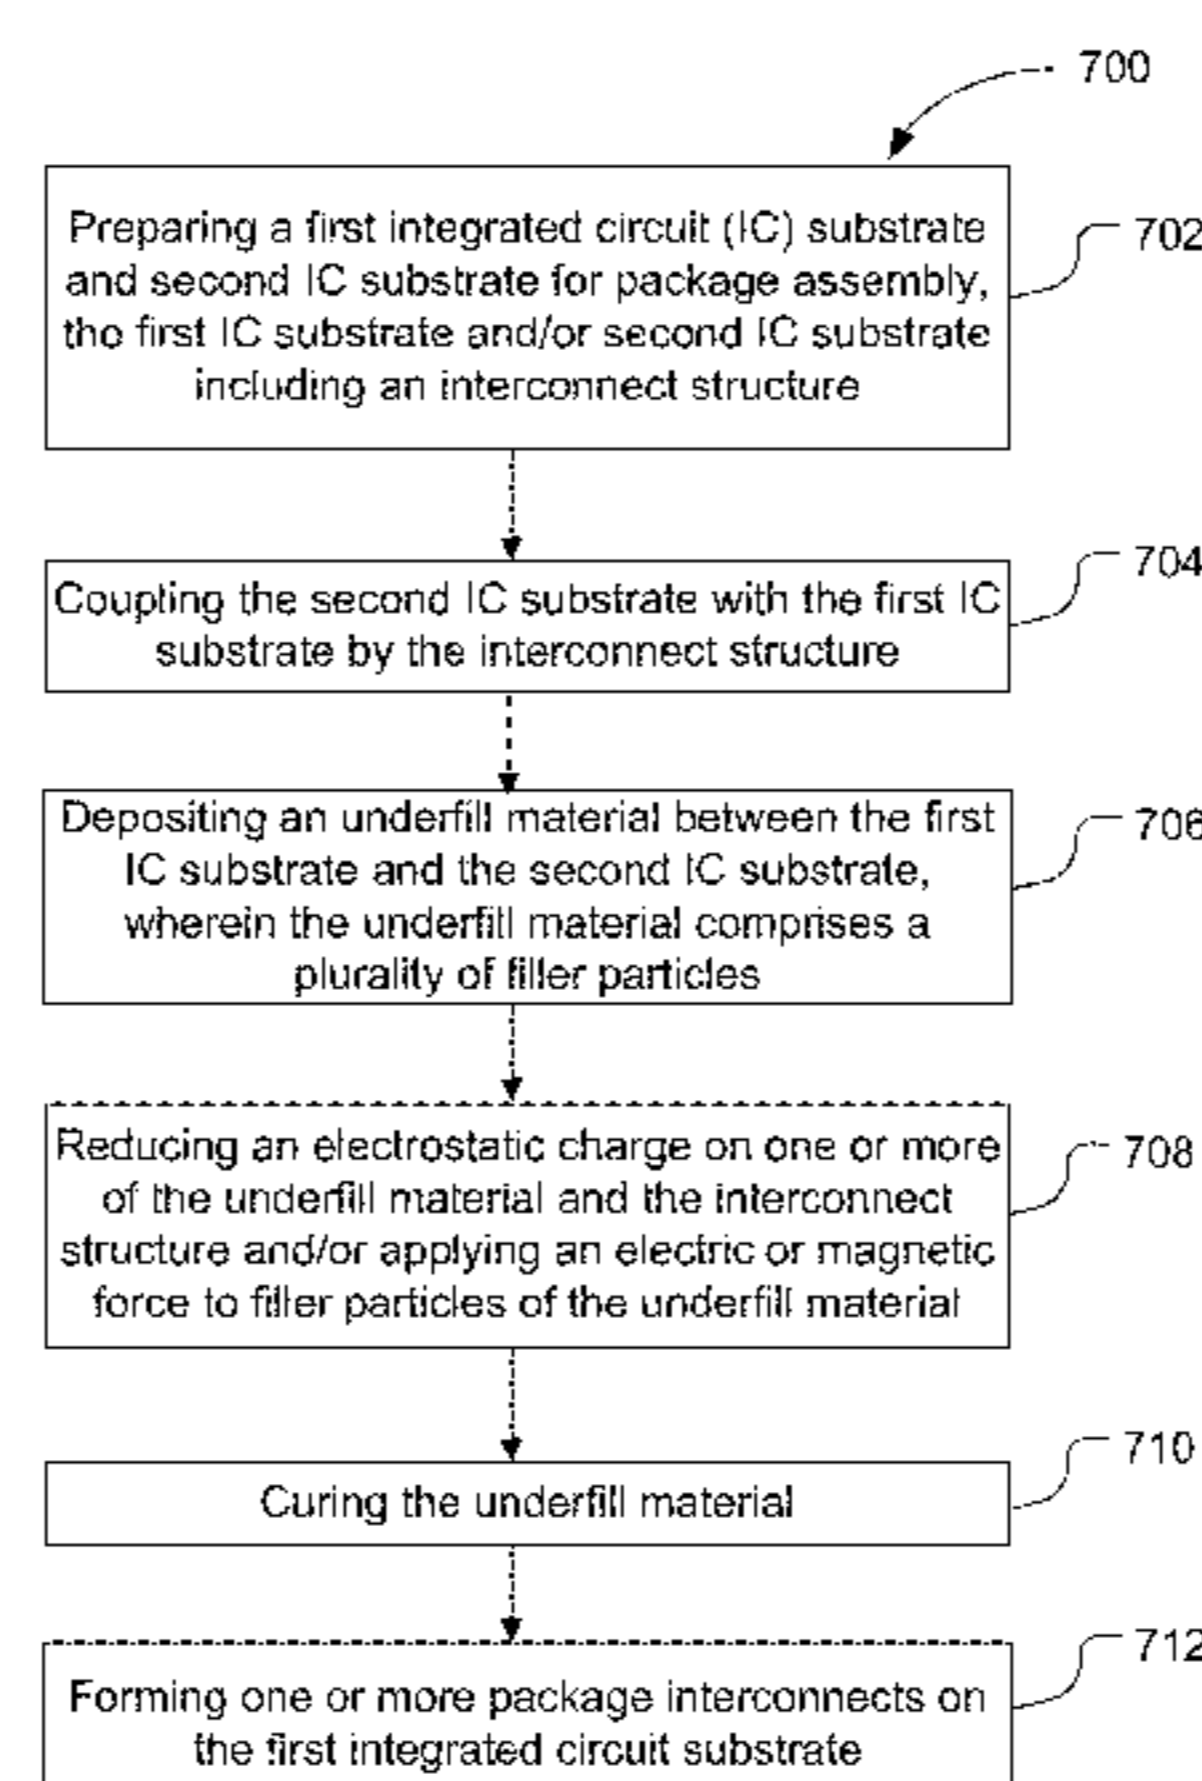 700
Preparing a first integrated circuit (IC) substrate
and second IC substrate for package assembly,
the first IC substrate and/or second IC substrate
including an interconnect structure
702
Coupling the second IC substrate with the first IC
substrate by the interconnect structure
704
Depositing an underfill material between the first
IC substrate and the second IC substrate,
wherein the underfill material comprises a
plurality of filler particles
706
Reducing an electrostatic charge on one or more
of the underfill material and the interconnect
structure and/or applying an electric or magnetic
force to filler particles of the underfill material
708
Curing the underfill material
710
Forming one or more package interconnects on
the first integrated circuit substrate
712